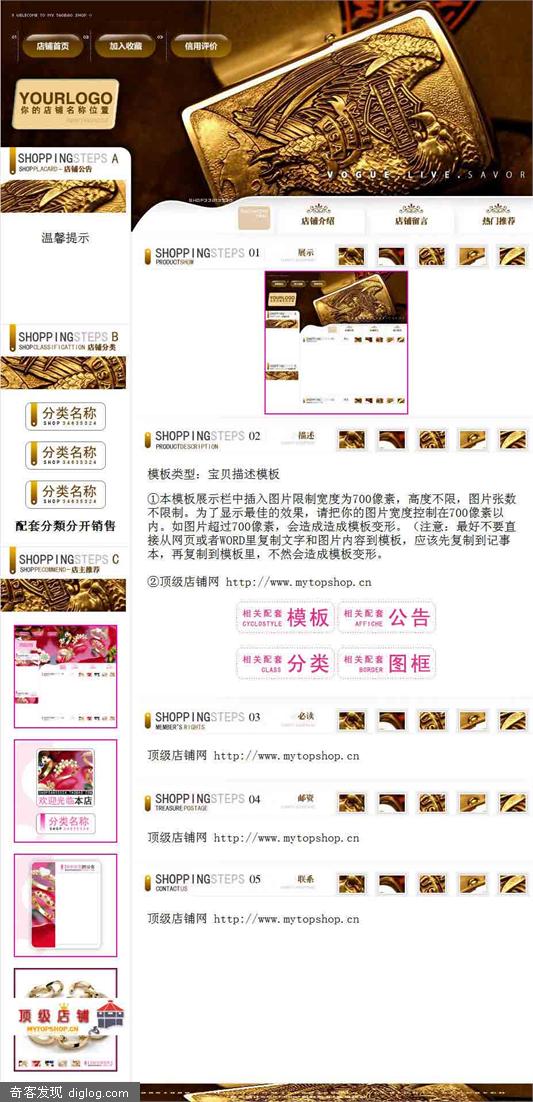 WELCOME TO MY TAOBAO SHOP
店铺首页
加入收藏
信用评价
YOURLOGO
你的店铺名称位置
VOGUE.LIVE.SAVOR
SHOPPINGSTEPS A
SHOPPLACARD-店铺公告
温馨提示
店铺介绍
店铺留言
热门推荐
SHOPPINGSTEPS 01 展示
PRODUCTSHOW
YOURLOGO
SHOPPINGSTEPS B
SHOPCLASSIFICATTION 店铺分类
分类名称
SHOP34635324
分类名称
SHOP34635324
分类名称
SHOP34635324
配套分類分开销售
SHOPPINGSTEPS 02 描述
PRODUCTDESRIPTION
模板类型：宝贝描述模板
①本模板展示栏中插入图片限制宽度为700像素，高度不限，图片张数
不限制。为了显示最佳的效果，请把你的图片宽度控制在700像素以
内。如图片超过700像素，会造成造成模板变形。（注意：最好不要直
接从网页或者WORD里复制文字和图片内容到模板，应该先复制到记事
本，再复制到模板里，不然会造成模板变形。
②顶级店铺网 http://www.mytopshop.cn
相关配套 模板
CYCLOSTYLE
相关配套 公告
AFFICHE
相关配套 分类
CLASS
相关配套 图框
BORDER
SHOPPINGSTEPS C
SHOPPECOMMEND-店主推荐
欢迎光临本店
分类名称
顶级店铺
MYTOPSHOP.CN
SHOPPINGSTEPS 03 必读
MEMBER'S RIGHTS
顶级店铺网 http://www.mytopshop.cn
SHOPPINGSTEPS 04 邮资
TREASURE POSTAGE
顶级店铺网 http://www.mytopshop.cn
SHOPPINGSTEPS 05 联系
CONTACT US
顶级店铺网 http://www.mytopshop.cn
奇客发现 diglog.com